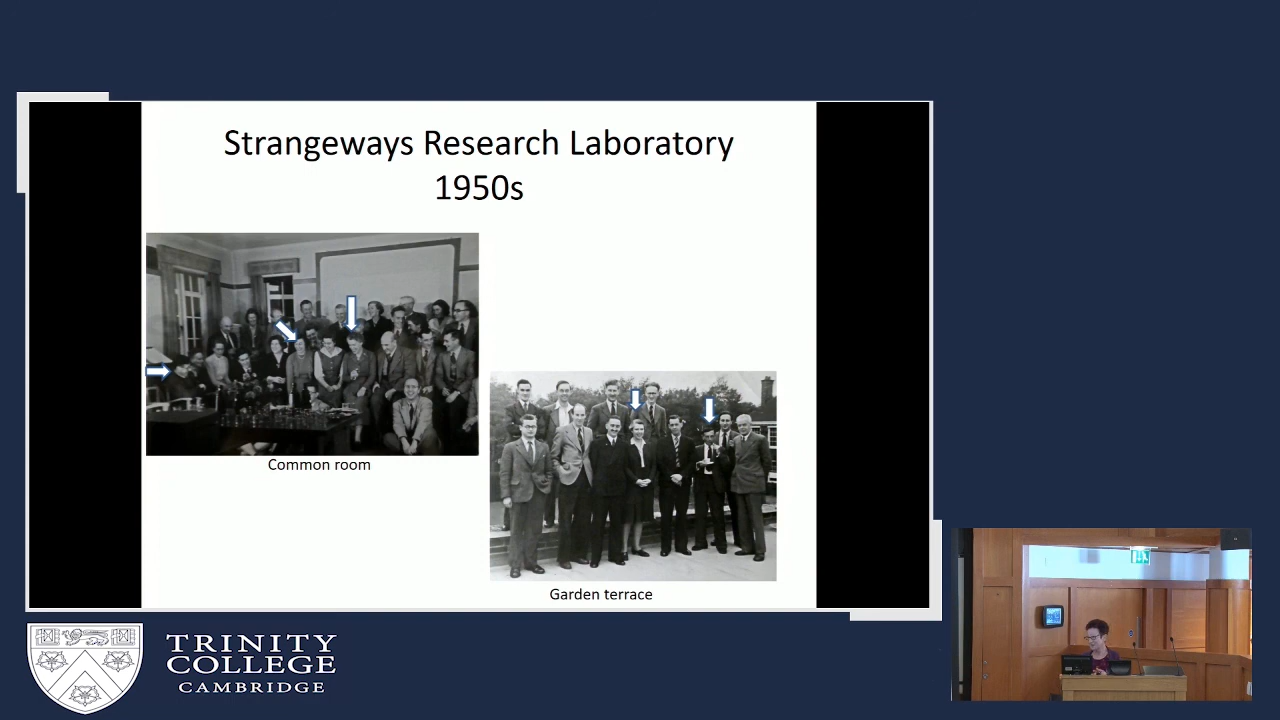 Strangeways Research Laboratory
1950s
Common room
Garden terrace
TRINITY
COLLEGE
CAMBRIDGE